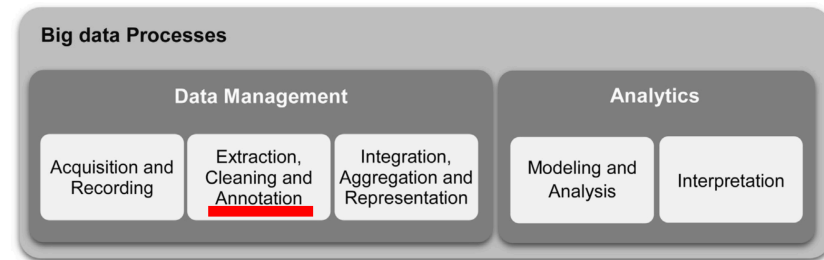 Big data Processes
Data Management
Analytics
Acquisition and
Recording
Extraction,
Cleaning and
Annotation
Integration,
Aggregation and
Representation
Modeling and
Analysis
Interpretation